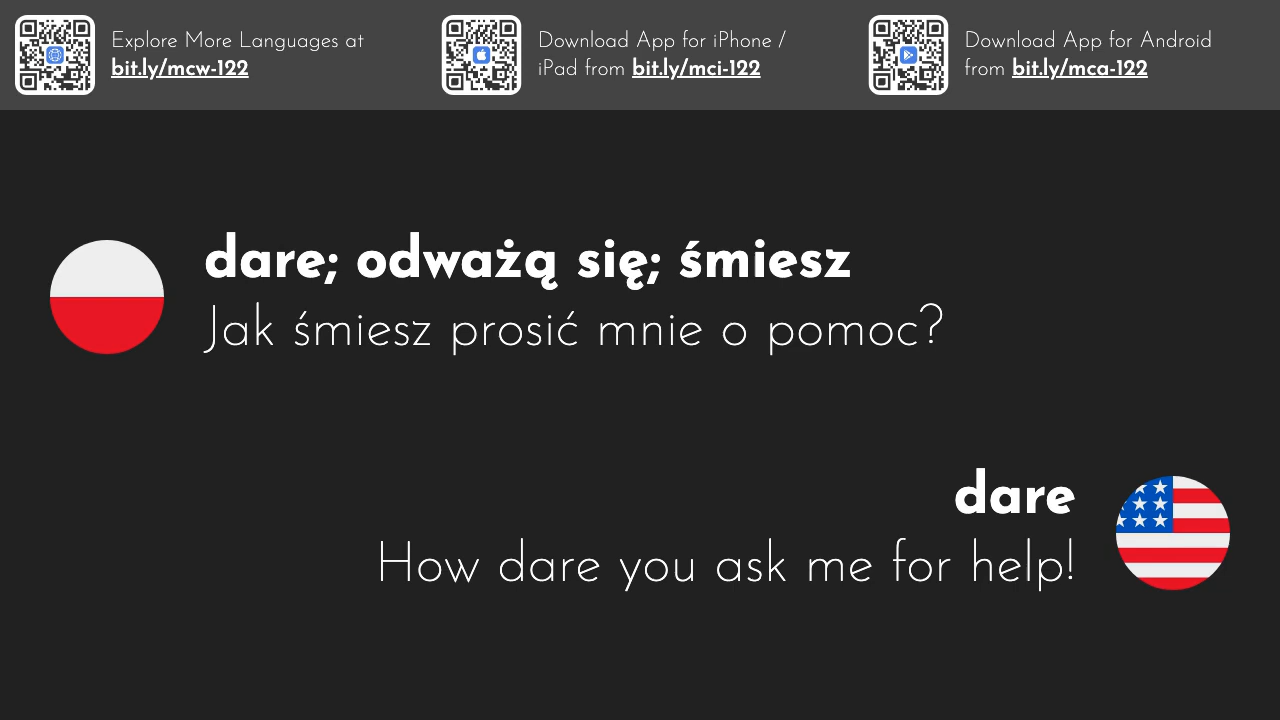 Explore More Languages at
bit.ly/mcw-122
Download App for iPhone /
iPad from bit.ly/mci-122
Download App for Android
from bit.ly/mca-122
dare; odważą się; śmiesz
Jak śmiesz prosić mnie o pomoc?
dare
How dare you ask me for help!